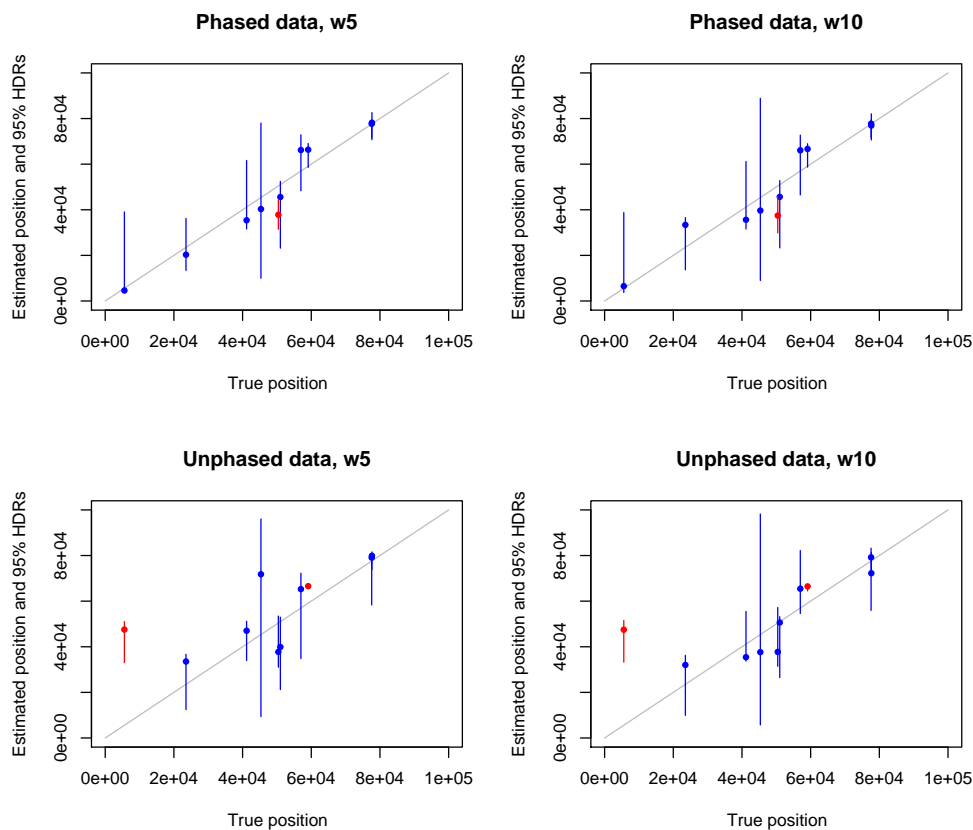 Phased data, w5
Estimated position and 95% HDRs
0e+00 4e+04 8e+04
0e+00 2e+04 4e+04 6e+04 8e+04 1e+05
True position
Phased data, w10
Estimated position and 95% HDRs
0e+00 4e+04 8e+04
0e+00 2e+04 4e+04 6e+04 8e+04 1e+05
True position
Unphased data, w5
Estimated position and 95% HDRs
0e+00 4e+04 8e+04
0e+00 2e+04 4e+04 6e+04 8e+04 1e+05
True position
Unphased data, w10
Estimated position and 95% HDRs
0e+00 4e+04 8e+04
0e+00 2e+04 4e+04 6e+04 8e+04 1e+05
True position